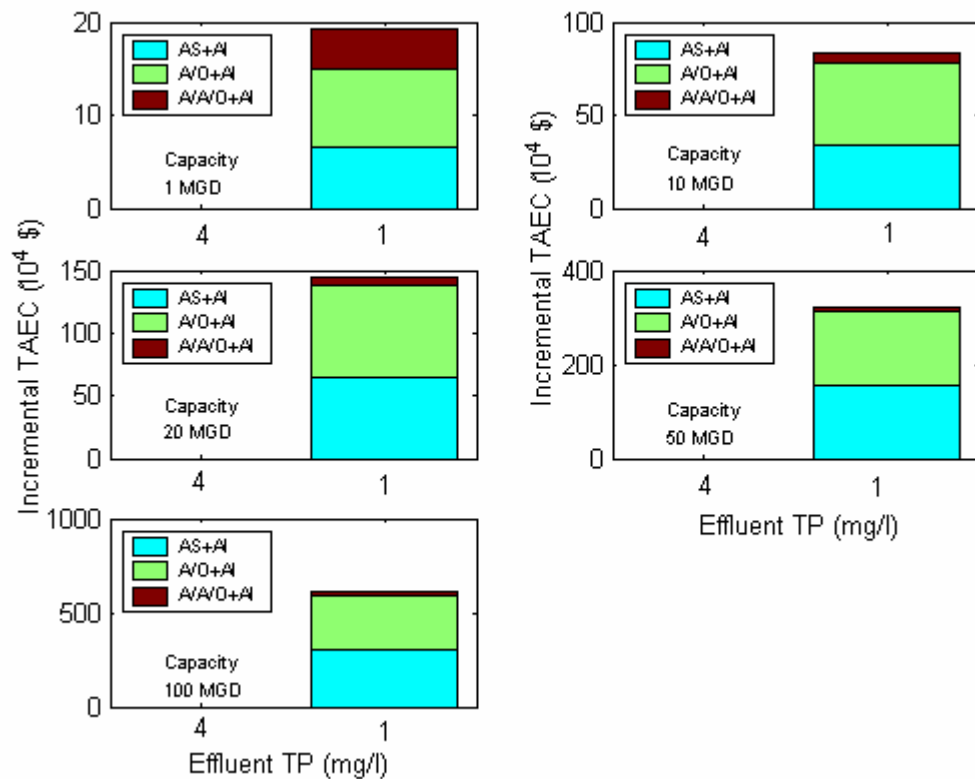 Incremental TAEC (10⁴ $)
20
10
0
AS+Al
A/O+Al
A/A/O+Al
Capacity
1 MGD
4
1
Incremental TAEC (10⁴ $)
100
50
0
AS+Al
A/O+Al
A/A/O+Al
Capacity
10 MGD
4
1
150
100
50
0
AS+Al
A/O+Al
A/A/O+Al
Capacity
20 MGD
4
1
400
200
0
AS+Al
A/O+Al
A/A/O+Al
Capacity
50 MGD
4
1
Effluent TP (mg/l)
1000
500
0
AS+Al
A/O+Al
A/A/O+Al
Capacity
100 MGD
4
1
Effluent TP (mg/l)